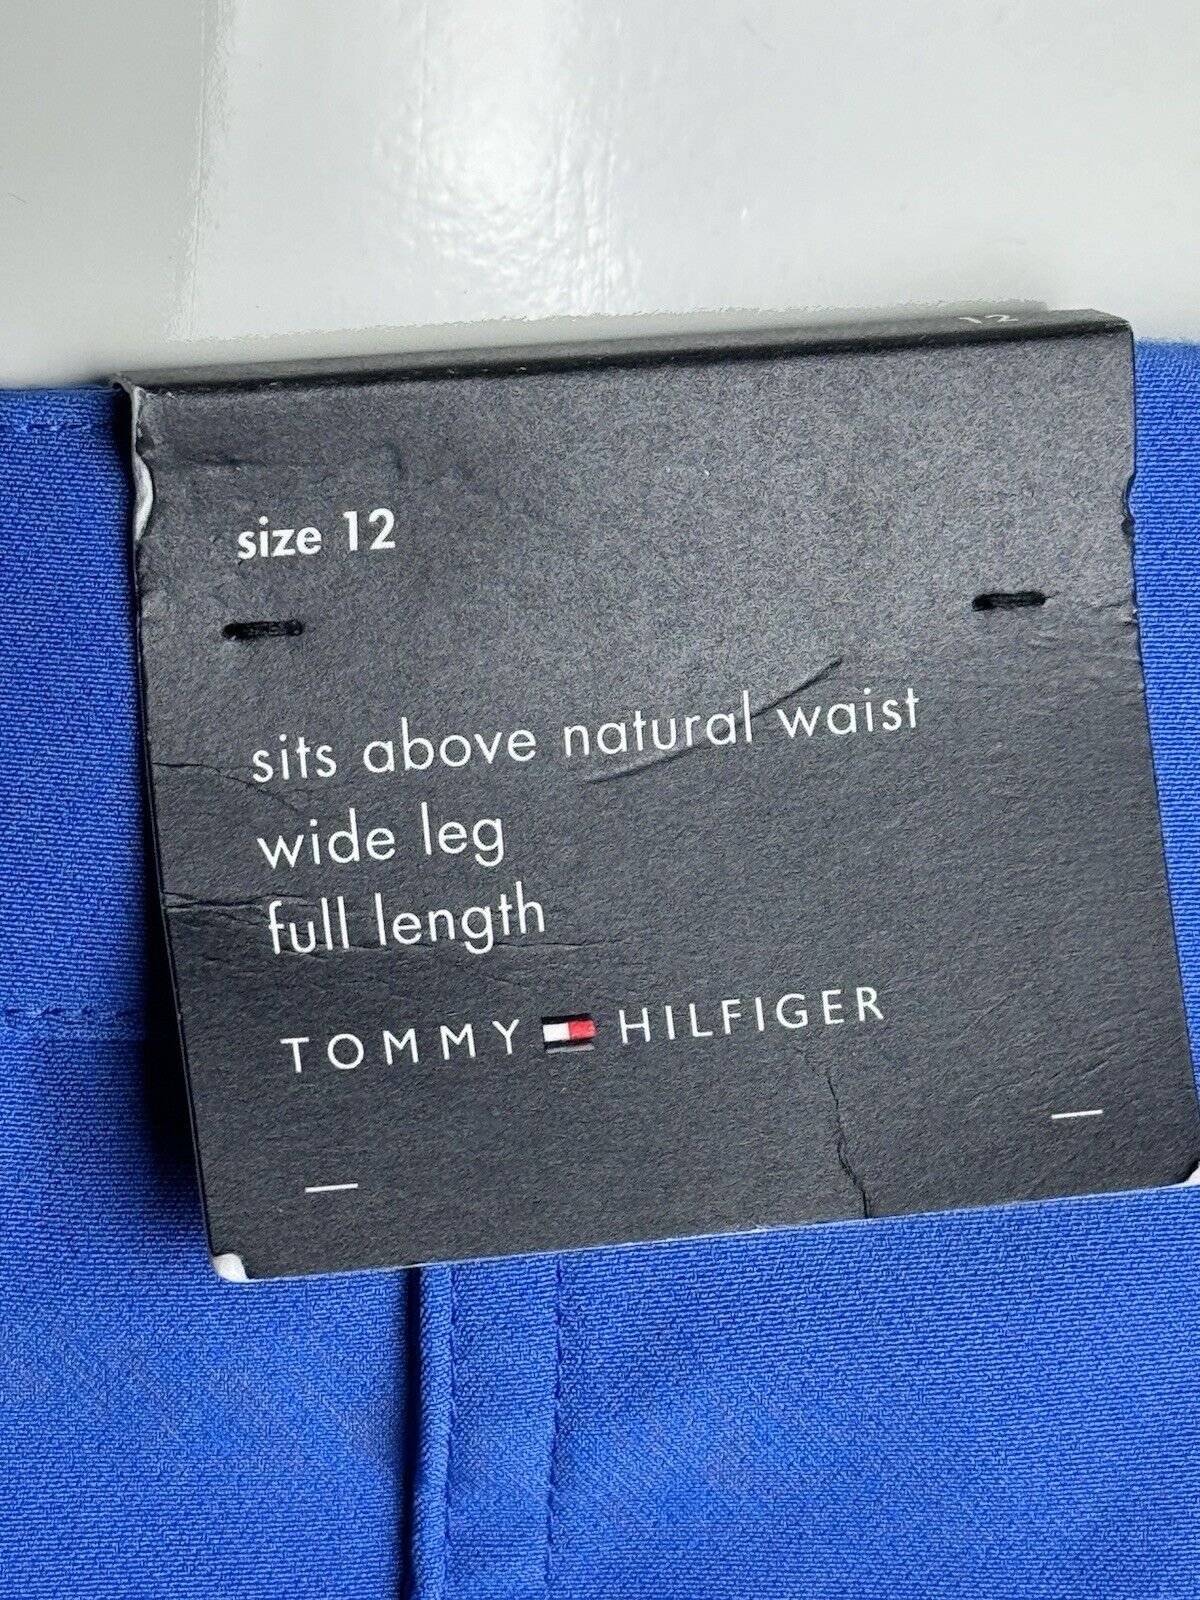 12
size 12
sits above natural waist
wide leg
full length
TOMMY HILFIGER